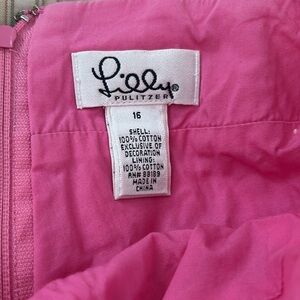 Lilly®
PULITZER
16
SHELL:
100% COTTON
EXCLUSIVE OF
DECORATION
LINING:
100% COTTON
RN# 88189
MADE IN
CHINA